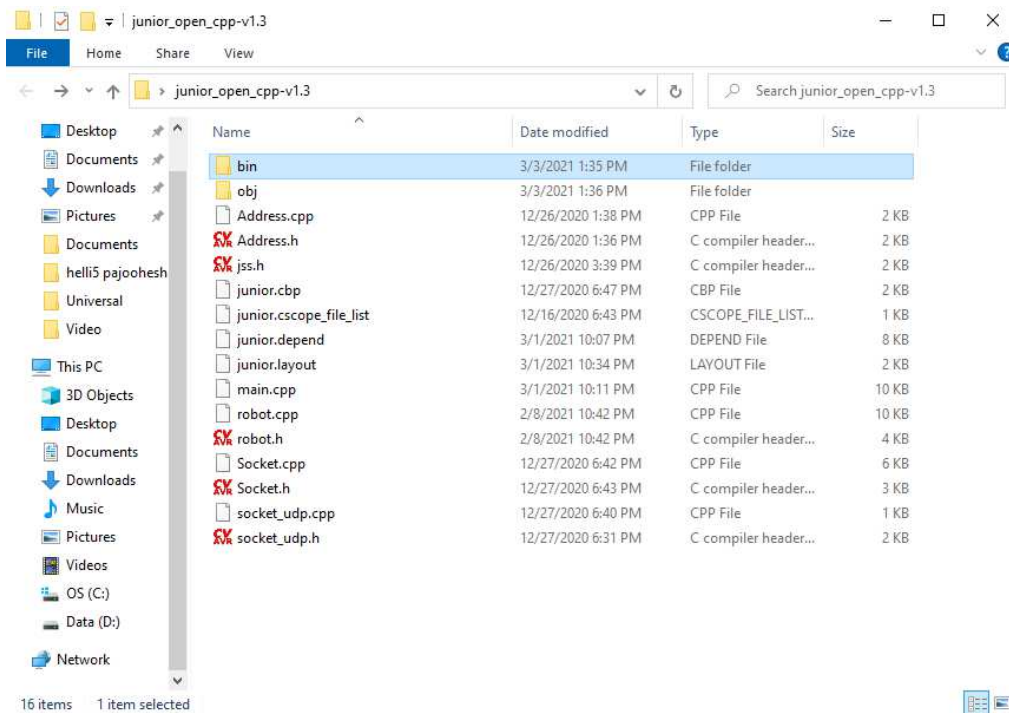 junior_open_cpp-v1.3
File Home Share View
junior_open_cpp-v1.3 Search junior_open_cpp-v1.3
Name Date modified Type Size
Desktop
Documents
Downloads
Pictures
Documents
helli5 pajoohesh
Universal
Video
This PC
3D Objects
Desktop
Documents
Downloads
Music
Pictures
Videos
OS (C:)
Data (D:)
Network
bin 3/3/2021 1:35 PM File folder
obj 3/3/2021 1:36 PM File folder
Address.cpp 12/26/2020 1:38 PM CPP File 2 KB
Address.h 12/26/2020 1:36 PM C compiler header... 2 KB
jss.h 12/26/2020 3:39 PM C compiler header... 2 KB
junior.cbp 12/27/2020 6:47 PM CBP File 2 KB
junior.cscope_file_list 12/16/2020 6:43 PM CSCOPE_FILE_LIST... 1 KB
junior.depend 3/1/2021 10:07 PM DEPEND File 8 KB
junior.layout 3/1/2021 10:34 PM LAYOUT File 2 KB
main.cpp 3/1/2021 10:11 PM CPP File 10 KB
robot.cpp 2/8/2021 10:42 PM CPP File 10 KB
robot.h 2/8/2021 10:42 PM C compiler header... 4 KB
Socket.cpp 12/27/2020 6:42 PM CPP File 6 KB
Socket.h 12/27/2020 6:43 PM C compiler header... 3 KB
socket_udp.cpp 12/27/2020 6:40 PM CPP File 1 KB
socket_udp.h 12/27/2020 6:31 PM C compiler header... 2 KB
16 items 1 item selected